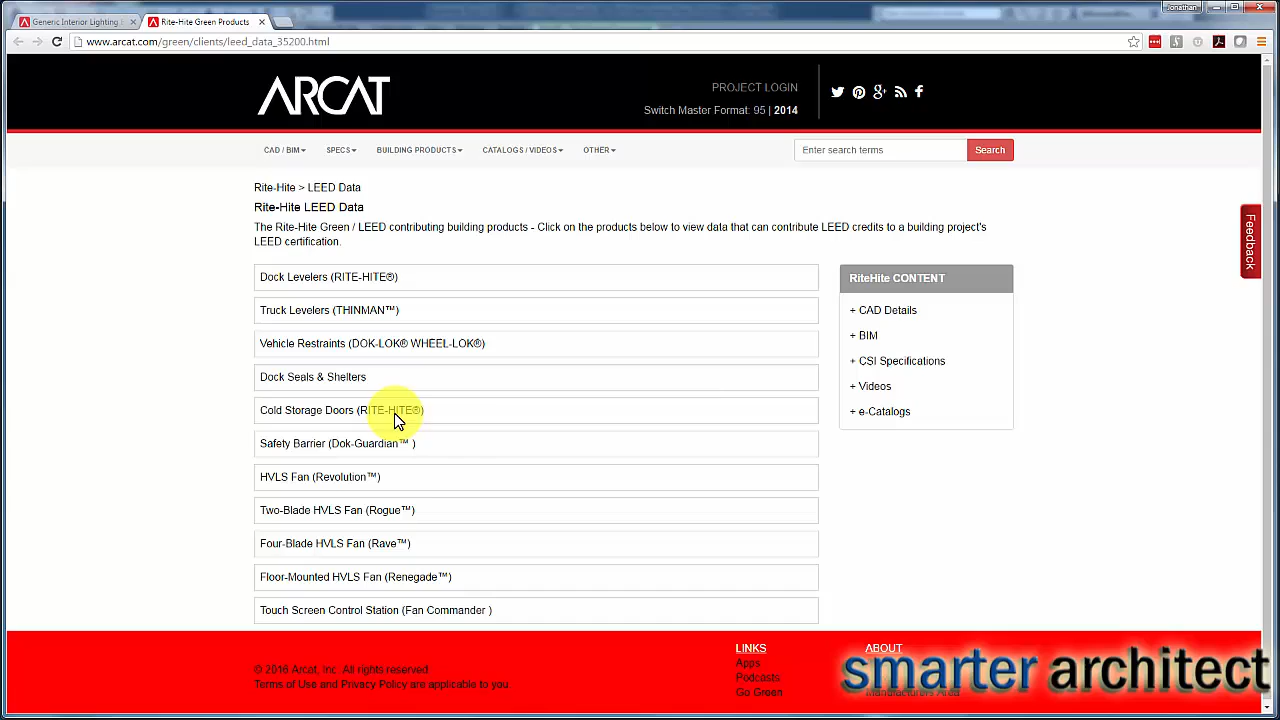 Jonathan
Generic Interior Lighting
Rite-Hite Green Products
www.arcat.com/green/clients/leed_data_35200.html
ARCAT
PROJECT LOGIN
Switch Master Format: 95 | 2014
CAD / BIM
SPECS
BUILDING PRODUCTS
CATALOGS / VIDEOS
OTHER
Enter search terms
Search
Rite-Hite > LEED Data
Rite-Hite LEED Data
The Rite-Hite Green / LEED contributing building products - Click on the products below to view data that can contribute LEED credits to a building project's
LEED certification.
Feedback
Dock Levelers (RITE-HITE®)
Truck Levelers (THINMAN™)
Vehicle Restraints (DOK-LOK® WHEEL-LOK®)
Dock Seals & Shelters
Cold Storage Doors (RITE-HITE®)
Safety Barrier (Dok-Guardian™ )
HVLS Fan (Revolution™)
Two-Blade HVLS Fan (Rogue™)
Four-Blade HVLS Fan (Rave™)
Floor-Mounted HVLS Fan (Renegade™)
Touch Screen Control Station (Fan Commander )
RiteHite CONTENT
+ CAD Details
+ BIM
+ CSI Specifications
+ Videos
+ e-Catalogs
© 2016 Arcat, Inc. All rights reserved
Terms of Use and Privacy Policy are applicable to you.
LINKS
Apps
Podcasts
Go Green
ABOUT
Manufacturers Area
smarter architect